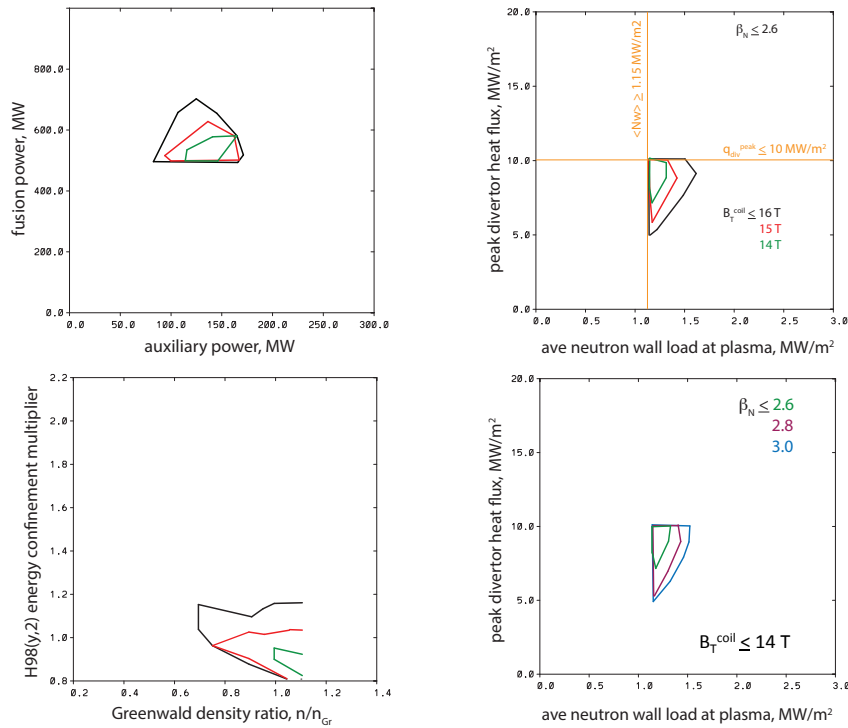 fusion power, MW
800.0
600.0
400.0
200.0
0.0
0.0 50.0 100.0 150.0 200.0 250.0 300.0
auxiliary power, MW
peak divertor heat flux, MW/m²
20.0
15.0
10.0
5.0
0.0
<Nw> ≥ 1.15 MW/m2
β_N ≤ 2.6
q_div^peak ≤ 10 MW/m²
B_T^coil ≤ 16 T
15 T
14 T
0.0 0.5 1.0 1.5 2.0 2.5 3.0
ave neutron wall load at plasma, MW/m²
H98(y,2) energy confinement multiplier
2.2
2.0
1.8
1.6
1.4
1.2
1.0
0.8
0.2 0.4 0.6 0.8 1.0 1.2 1.4
Greenwald density ratio, n/n_Gr
peak divertor heat flux, MW/m²
20.0
15.0
10.0
5.0
0.0
β_N ≤ 2.6
2.8
3.0
B_T^coil ≤ 14 T
0.0 0.5 1.0 1.5 2.0 2.5 3.0
ave neutron wall load at plasma, MW/m²